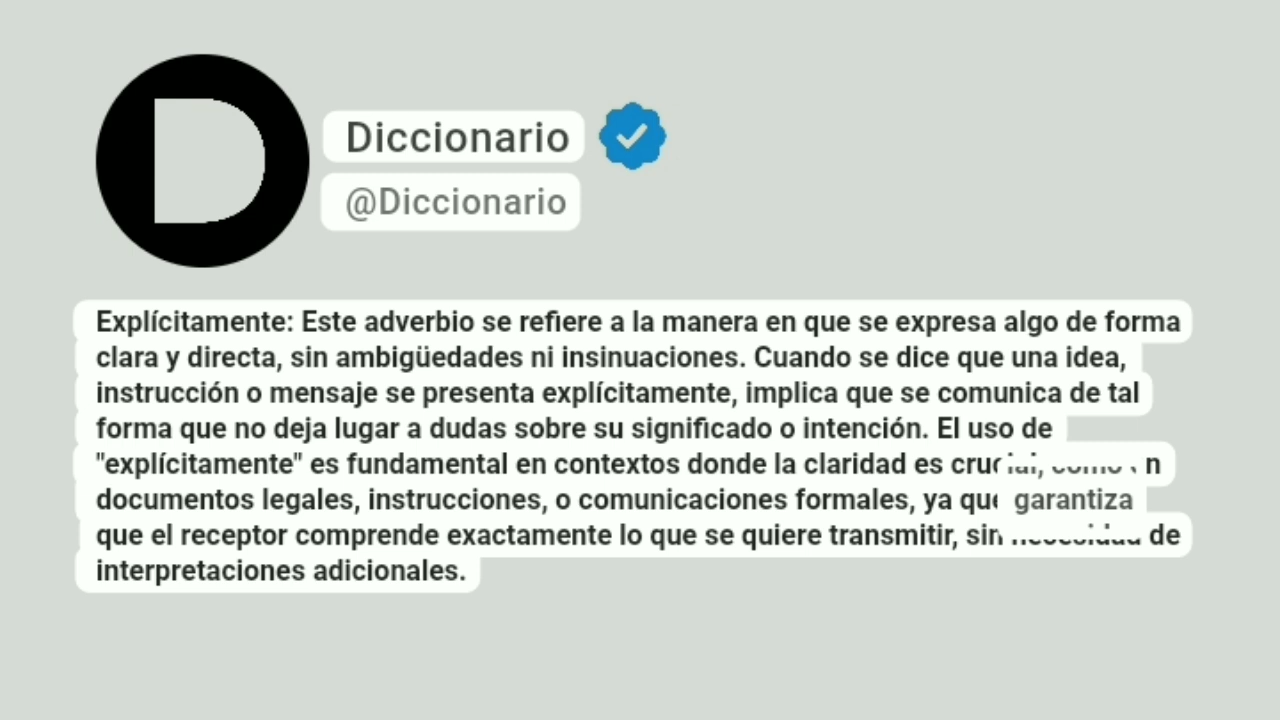 Diccionario
@Diccionario
Explícitamente: Este adverbio se refiere a la manera en que se expresa algo de forma
clara y directa, sin ambigüedades ni insinuaciones. Cuando se dice que una idea,
instrucción o mensaje se presenta explícitamente, implica que se comunica de tal
forma que no deja lugar a dudas sobre su significado o intención. El uso de
"explícitamente" es fundamental en contextos donde la claridad es
documentos legales, instrucciones, o comunicaciones formales, ya que garantiza
que el receptor comprende exactamente lo que se quiere transmitir, sin de
interpretaciones adicionales.